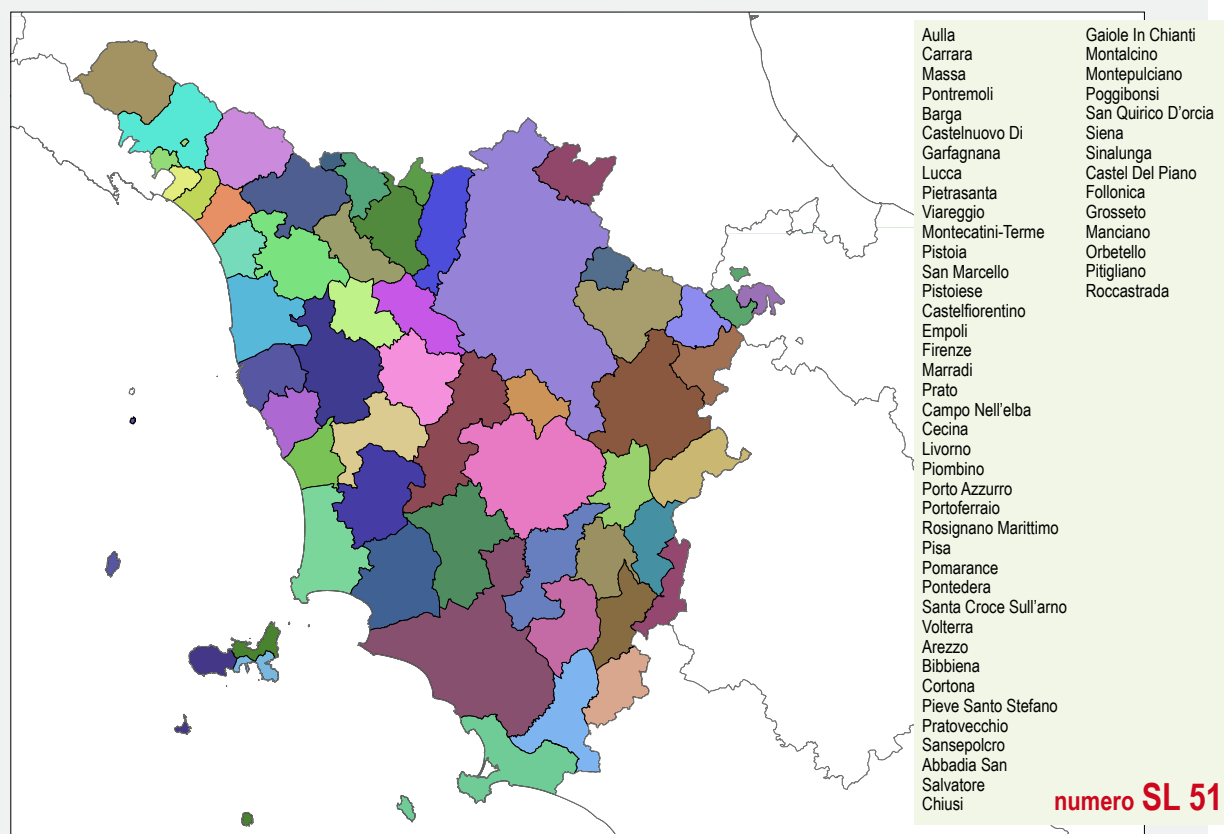 Aulla
Carrara
Massa
Pontremoli
Barga
Castelnuovo Di
Garfagnana
Lucca
Pietrasanta
Viareggio
Montecatini-Terme
Pistoia
San Marcello
Pistoiese
Castelfiorentino
Empoli
Firenze
Marradi
Prato
Campo Nell'elba
Cecina
Livorno
Piombino
Porto Azzurro
Portoferraio
Rosignano Marittimo
Pisa
Pomarance
Pontedera
Santa Croce Sull'arno
Volterra
Arezzo
Bibbiena
Cortona
Pieve Santo Stefano
Pratovecchio
Sansepolcro
Abbadia San
Salvatore
Chiusi
Gaiole In Chianti
Montalcino
Montepulciano
Poggibonsi
San Quirico D'orcia
Siena
Sinalunga
Castel Del Piano
Follonica
Grosseto
Manciano
Orbetello
Pitigliano
Roccastrada
numero SL 51